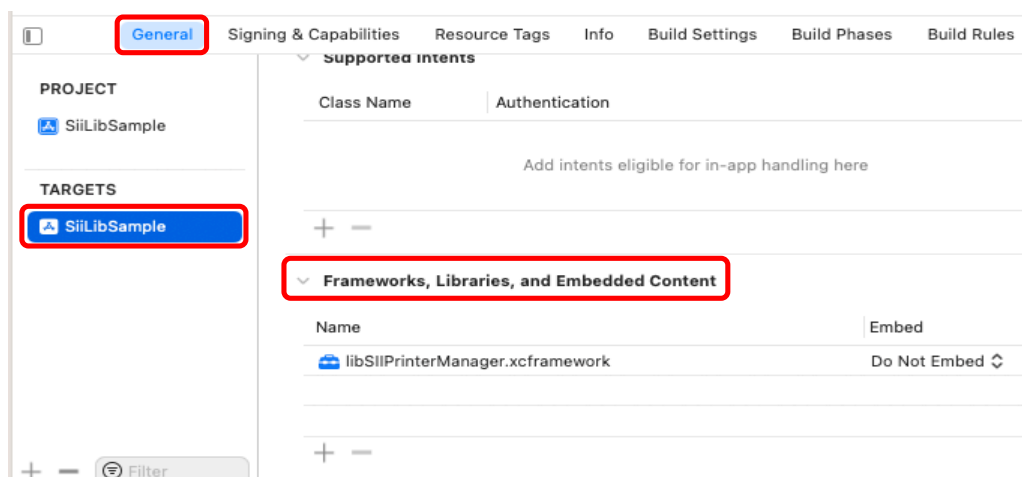 General Signing & Capabilities Resource Tags Info Build Settings Build Phases Build Rules
PROJECT
SiiLibSample
TARGETS
SiiLibSample
Filter
Supported Intents
Class Name Authentication
Add intents eligible for in-app handling here
Frameworks, Libraries, and Embedded Content
Name Embed
libSIIPrinterManager.xcframework Do Not Embed